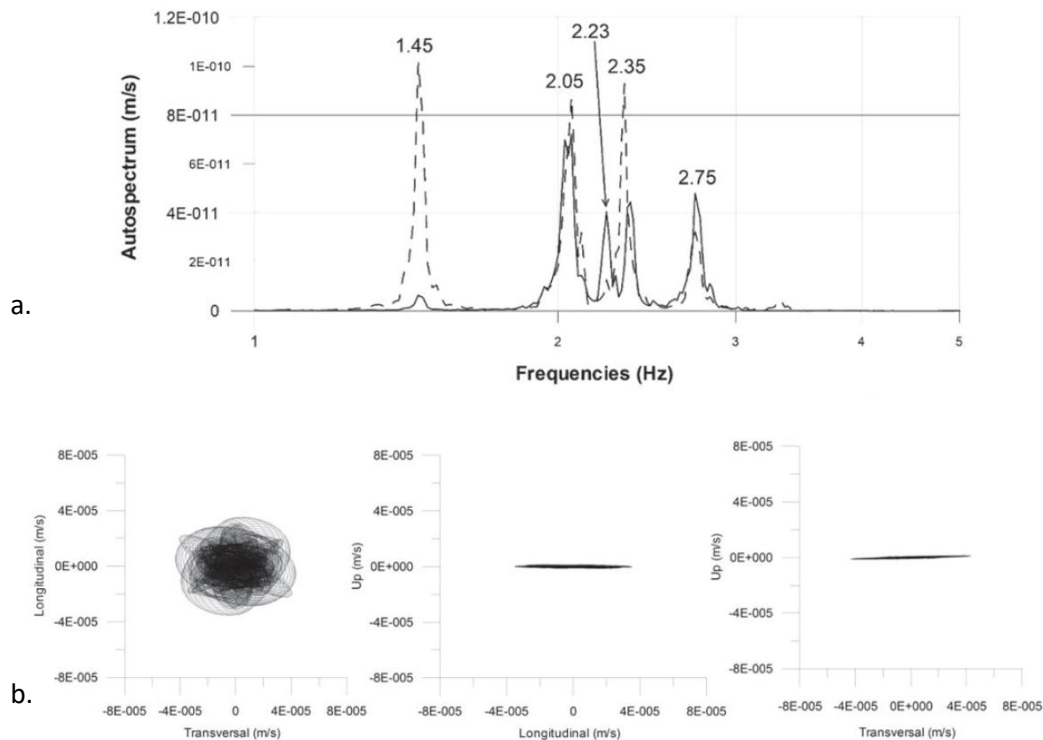 1.2E-010
1E-010
8E-011
6E-011
4E-011
2E-011
0
Autospectrum (m/s)
1.45
2.05
2.23
2.35
2.75
1
2
3
4
5
Frequencies (Hz)
a.
8E-005
4E-005
0E+000
-4E-005
-8E-005
Longitudinal (m/s)
-8E-005 -4E-005 0 4E-005 8E-005
Transversal (m/s)
8E-005
4E-005
0E+000
-4E-005
-8E-005
Up (m/s)
-8E-005 -4E-005 0 4E-005 8E-005
Longitudinal (m/s)
8E-005
4E-005
0E+000
-4E-005
-8E-005
Up (m/s)
-8E-005 -4E-005 0E+000 4E-005 8E-005
Transversal (m/s)
b.